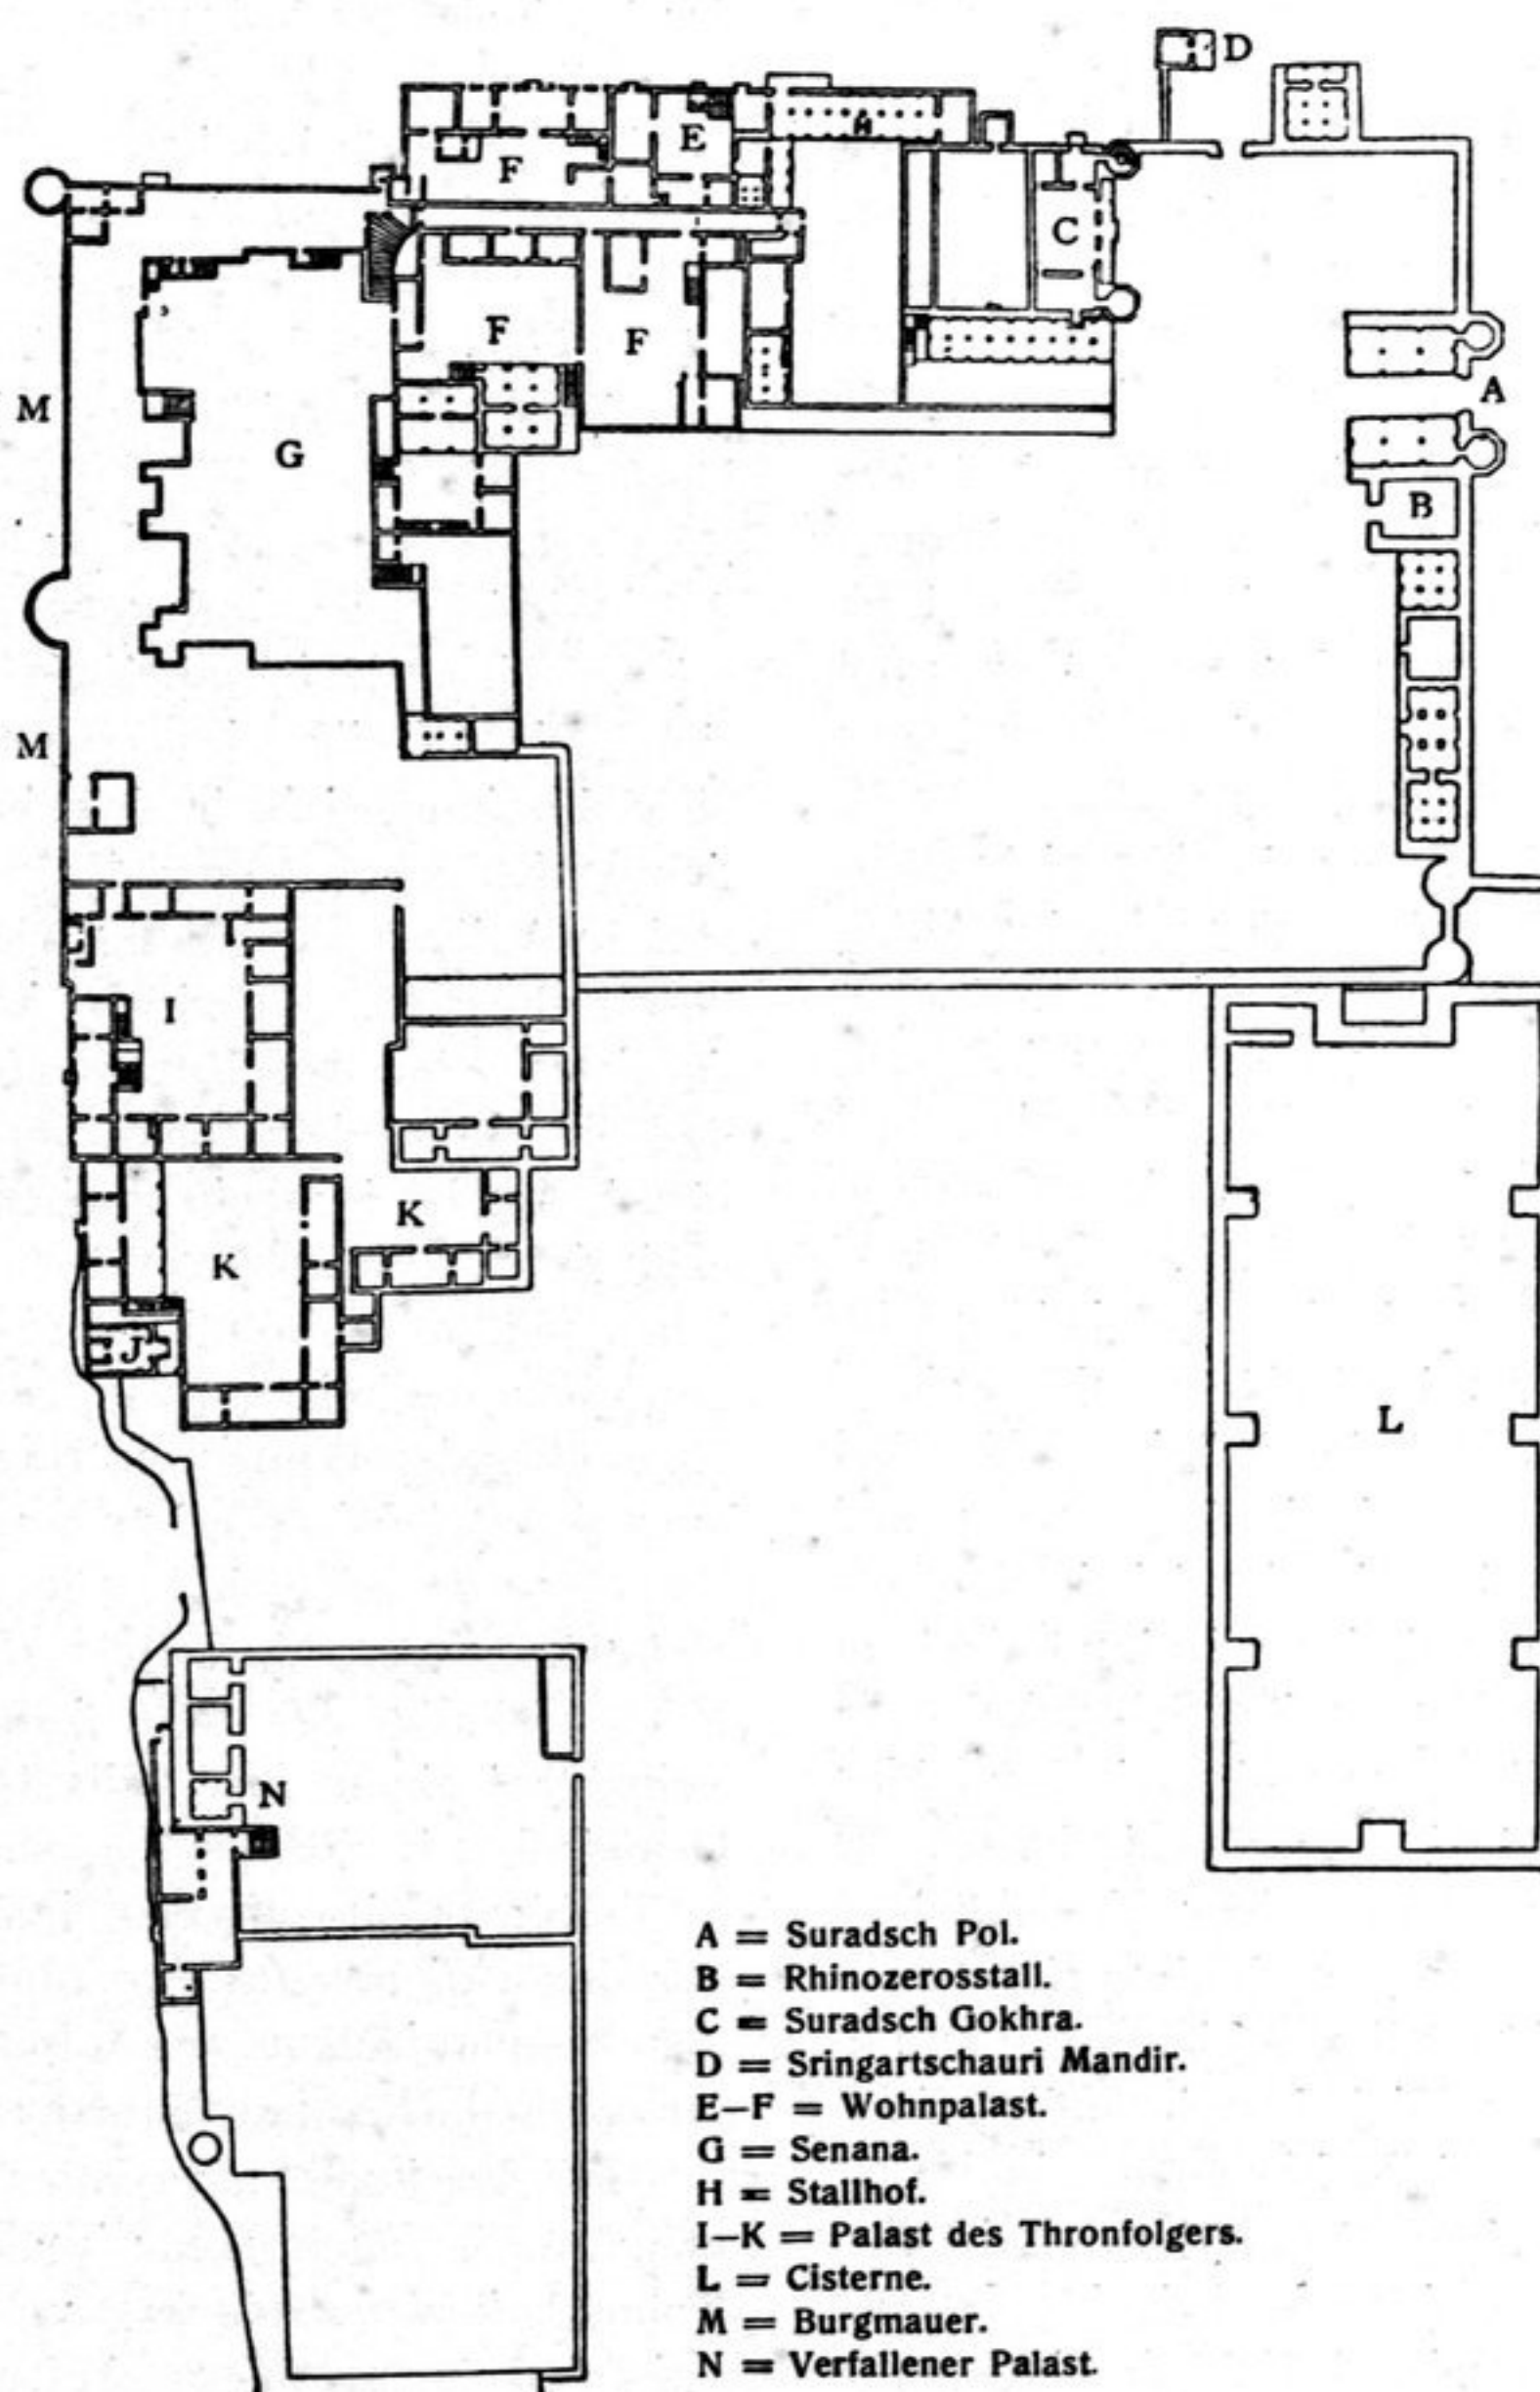 D
E
H
F
C
F
F
A
M
G
B
M
I
K
K
J
L
N
A = Suradsch Pol.
B = Rhinozerosstall.
C = Suradsch Gokhra.
D = Sringartschauri Mandir.
E—F = Wohnpalast.
G = Senana.
H = Stallhof.
I—K = Palast des Thronfolgers.
L = Cisterne.
M = Burgmauer.
N = Verfallener Palast.